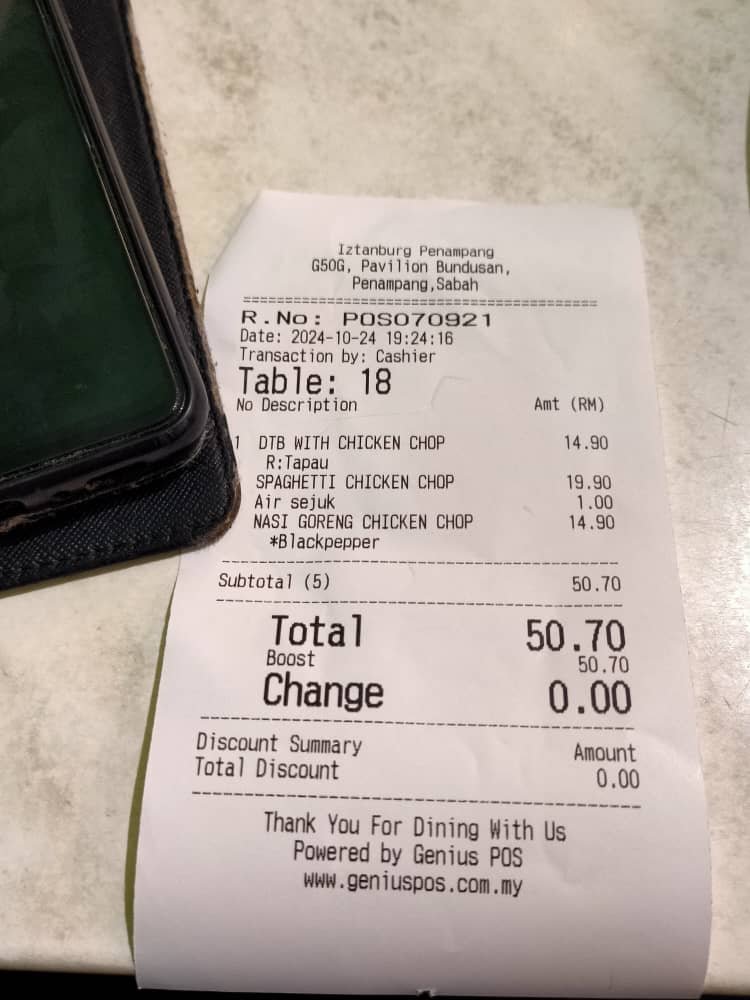 Iztanburg Penampang
G50G, Pavilion Bundusan,
Penampang,Sabah
R.No: POS070921
Date: 2024-10-24 19:24:16
Transaction by: Cashier
Table: 18
No Description Amt (RM)
1 DTB WITH CHICKEN CHOP 14.90
R:Tapau
SPAGHETTI CHICKEN CHOP 19.90
Air sejuk 1.00
NASI GORENG CHICKEN CHOP 14.90
*Blackpepper
Subtotal (5) 50.70
Total 50.70
Boost 50.70
Change 0.00
Discount Summary Amount
Total Discount 0.00
Thank You For Dining With Us
Powered by Genius POS
www.geniuspos.com.my